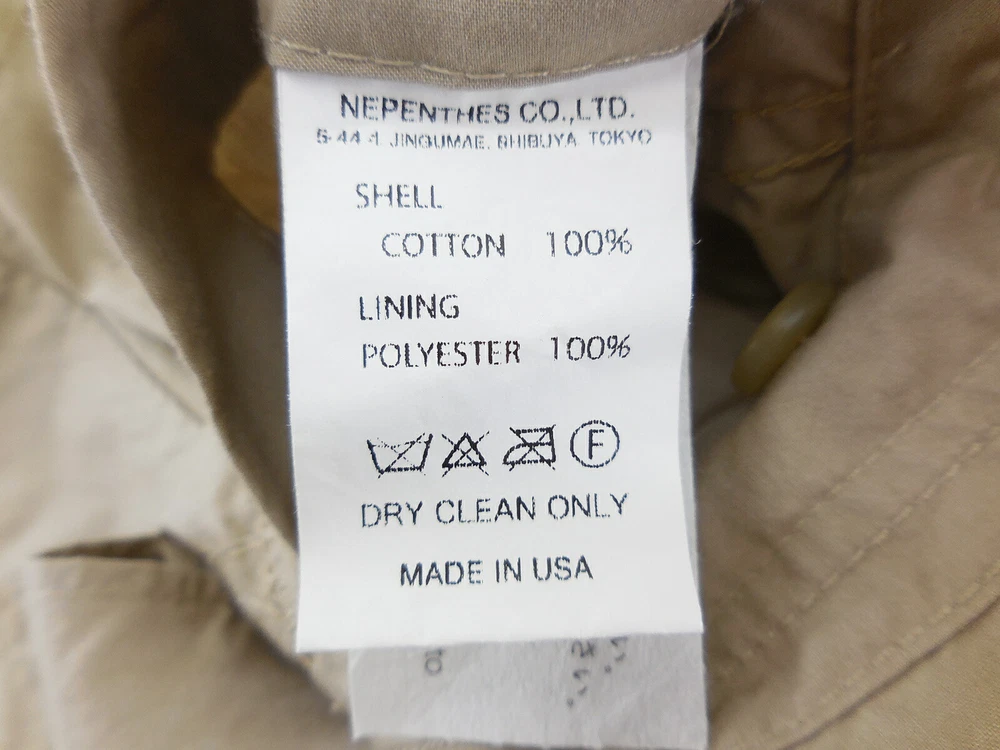 NEPENTHES CO.,LTD.
5-44-1 JINGUMAE. SHIBUYA TOKYO
SHELL
COTTON 100%
LINING
POLYESTER 100%
F
DRY CLEAN ONLY
MADE IN USA